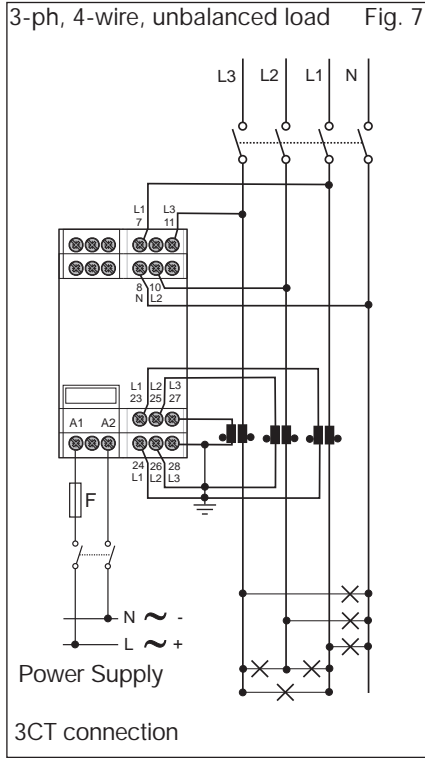 3-ph, 4-wire, unbalanced load Fig. 7
L3 L2 L1 N
L1 L3
7 11
8 10
N L2
L1 L2 L3
23 25 27
A1 A2
24 26 28
L1 L2 L3
F
N ~ -
L ~ +
Power Supply
3CT connection